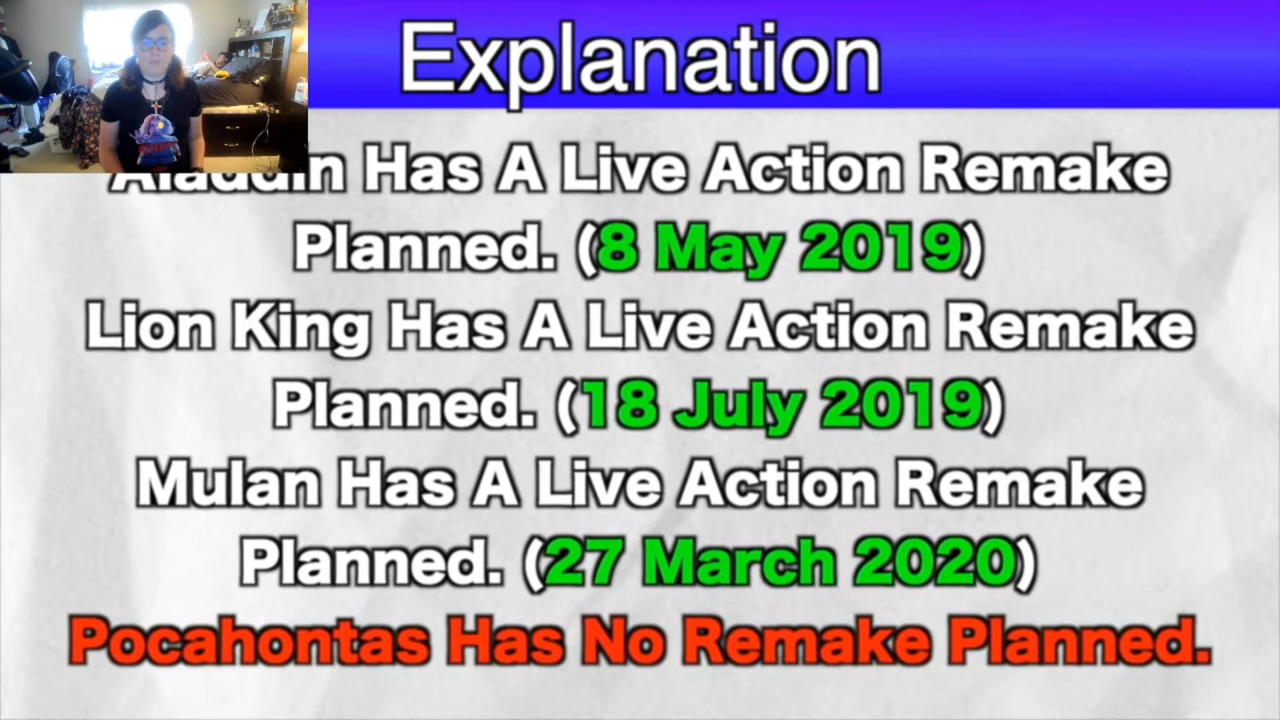 Explanation
Aladdin Has A Live Action Remake
Planned. (8 May 2019)
Lion King Has A Live Action Remake
Planned. (18 July 2019)
Mulan Has A Live Action Remake
Planned. (27 March 2020)
Pocahontas Has No Remake Planned.